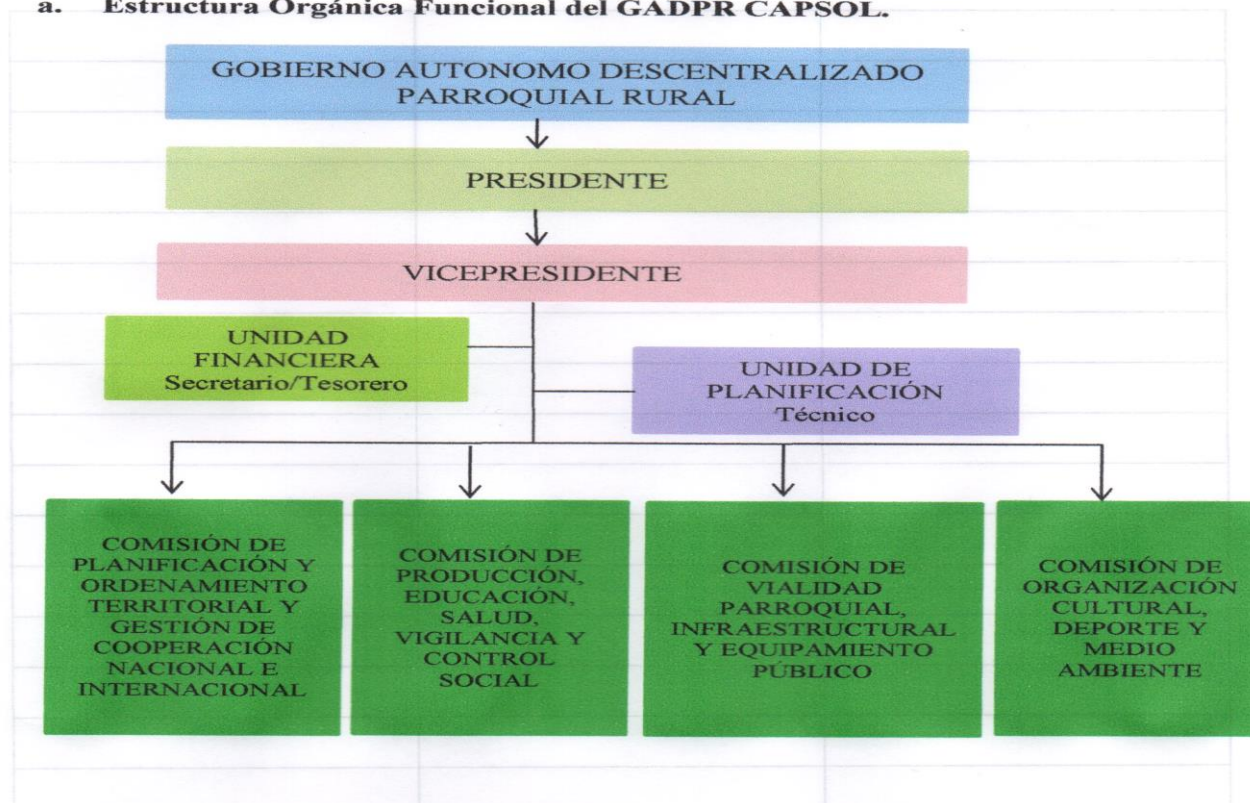 a. Estructura Orgánica Funcional del GADPR CAPSOL.
GOBIERNO AUTONOMO DESCENTRALIZADO
PARROQUIAL RURAL
PRESIDENTE
VICEPRESIDENTE
UNIDAD
FINANCIERA
Secretario/Tesorero
UNIDAD DE
PLANIFICACIÓN
Técnico
COMISIÓN DE
PLANIFICACIÓN Y
ORDENAMIENTO
TERRITORIAL Y
GESTIÓN DE
COOPERACIÓN
NACIONAL E
INTERNACIONAL
COMISIÓN DE
PRODUCCIÓN,
EDUCACIÓN,
SALUD,
VIGILANCIA Y
CONTROL
SOCIAL
COMISIÓN DE
VIALIDAD
PARROQUIAL,
INFRAESTRUCTURAL
Y EQUIPAMIENTO
PÚBLICO
COMISIÓN DE
ORGANIZACIÓN
CULTURAL,
DEPORTE Y
MEDIO
AMBIENTE